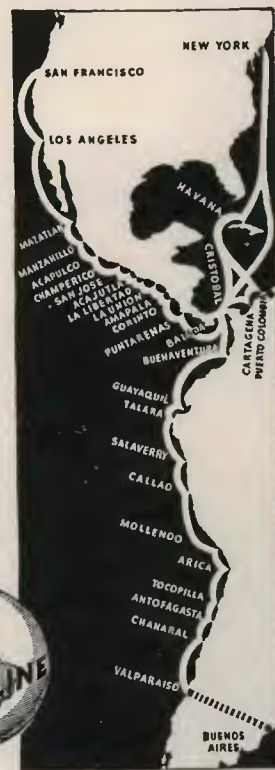 NEW YORK
SAN FRANCISCO
LOS ANGELES
HAVANA
MAZATLAN
MANZANILLO
ACAPULCO
CHAMPERICO
SAN JOSE
ACAJUTLA
LA LIBERTAD
LA UNION
AMAPALA
CORINTO
PUNTARENAS
CRISTOBAL
BALBOA
CARTAGENA
PUERTO COLOMBIA
BUENAVENTURA
GUAYAQUIL
TALARA
SALAVERRY
CALLAO
MOLLENDO
ARICA
TOCOPILLA
ANTOFAGASTA
CHANARAL
VALPARAISO
BUENOS
AIRES